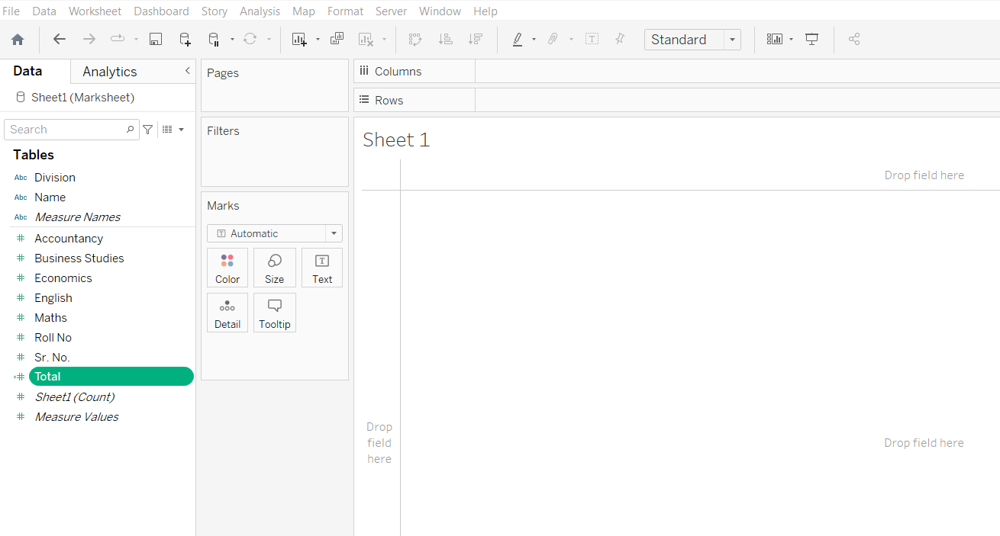 File Data Worksheet Dashboard Story Analysis Map Format Server Window Help
Standard
Data Analytics
Sheet1 (Marksheet)
Search
Tables
Abc Division
Abc Name
Abc Measure Names
# Accountancy
# Business Studies
# Economics
# English
# Maths
# Roll No
# Sr. No.
=# Total
# Sheet1 (Count)
# Measure Values
Pages
Filters
Marks
T Automatic
Color Size Text
Detail Tooltip
Columns
Rows
Sheet 1
Drop field here
Drop
field
here
Drop field here